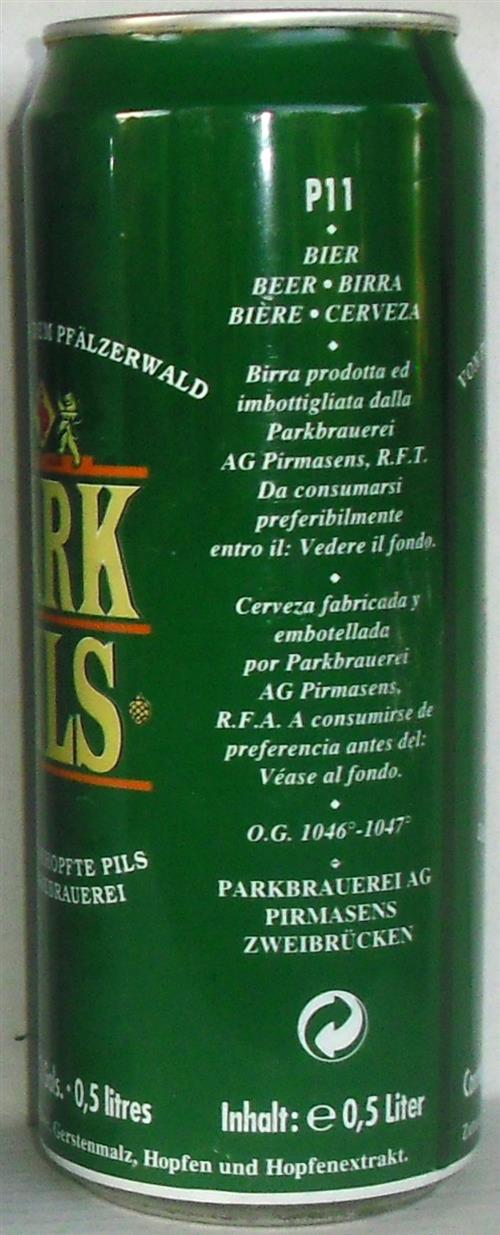 P11
BIER
BEER • BIRRA
BIÈRE • CERVEZA
Birra prodotta ed
imbottigliata dalla
Parkbrauerei
AG Pirmasens, R.F.T.
Da consumarsi
preferibilmente
entro il: Vedere il fondo.
Cerveza fabricada y
embotellada
por Parkbrauerei
AG Pirmasens,
R.F.A. A consumirse de
preferencia antes del:
Véase al fondo.
O.G. 1046°-1047°
PARKBRAUEREI AG
PIRMASENS
ZWEIBRÜCKEN
Inhalt: e 0,5 Liter
PFÄLZERWALD
ARK
LS
PILS
0,5 litres
Gerstenmalz, Hopfen und Hopfenextrakt.
VON